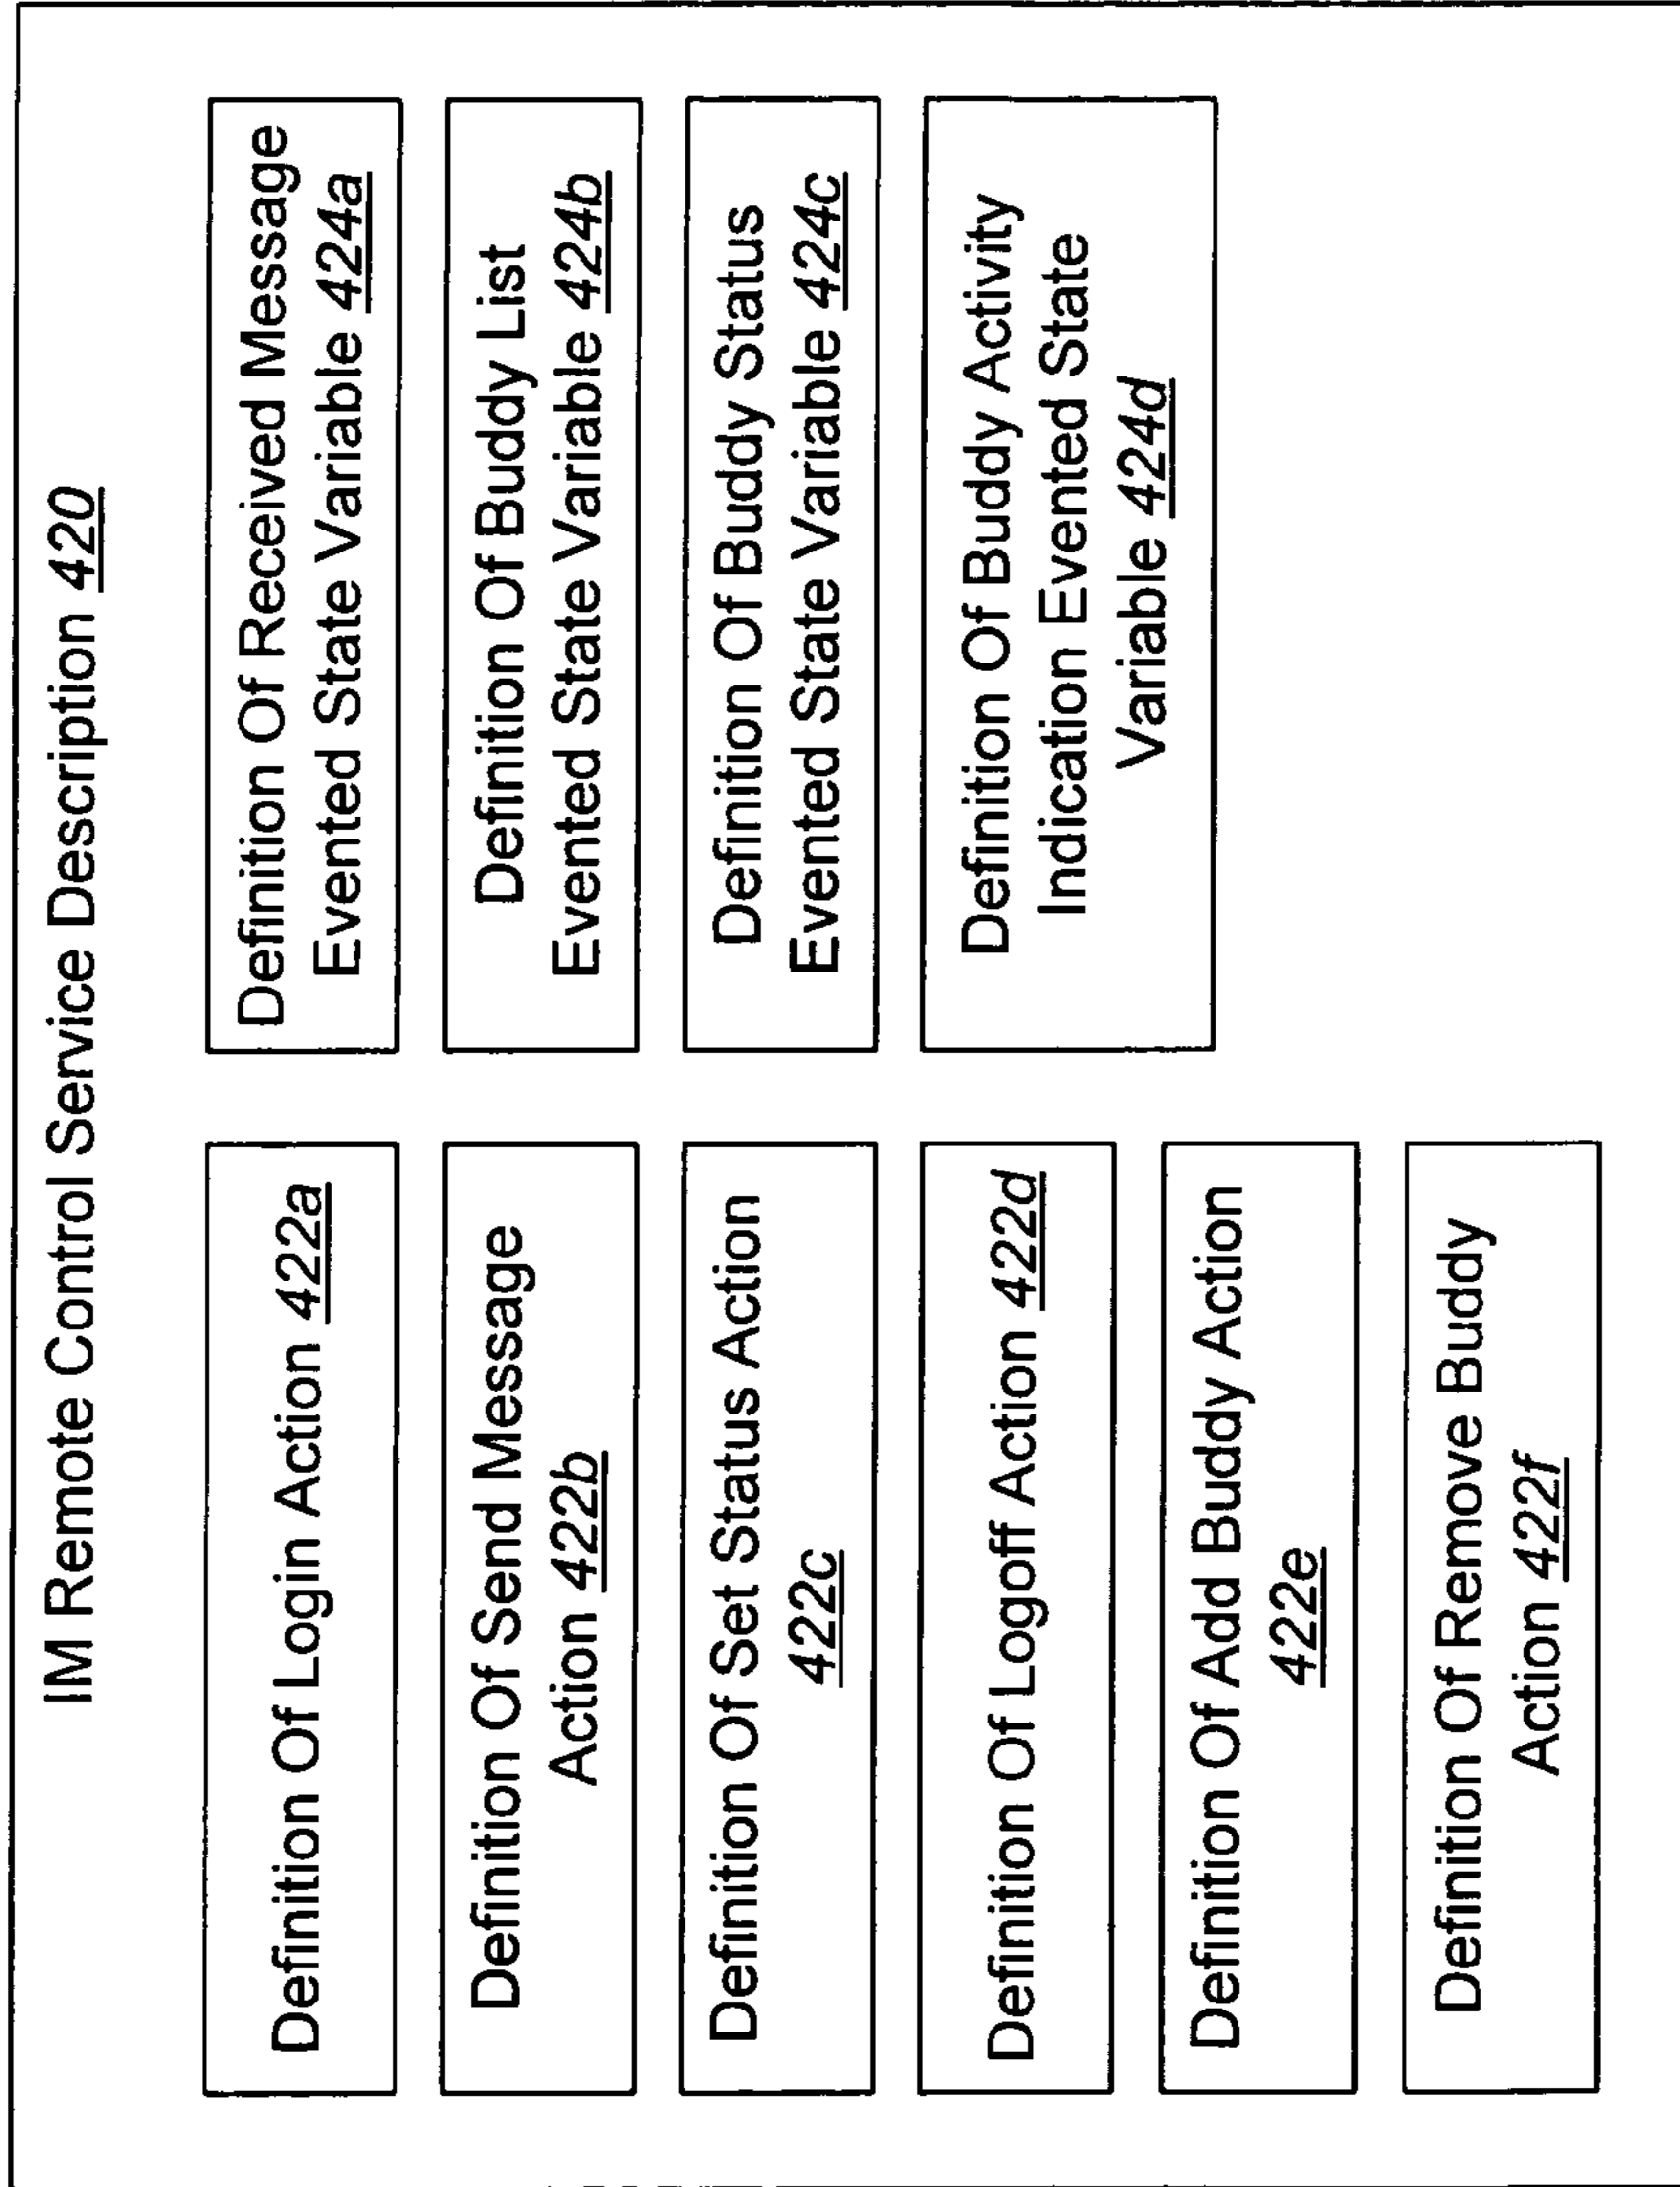 IM Remote Control Service Description 420
Definition Of Login Action 422a
Definition Of Send Message
Action 422b
Definition Of Set Status Action
422c
Definition Of Logoff Action 422d
Definition Of Add Buddy Action
422e
Definition Of Remove Buddy
Action 422f
Definition Of Received Message
Evented State Variable 424a
Definition Of Buddy List
Evented State Variable 424b
Definition Of Buddy Status
Evented State Variable 424c
Definition Of Buddy Activity
Indication Evented State
Variable 424d